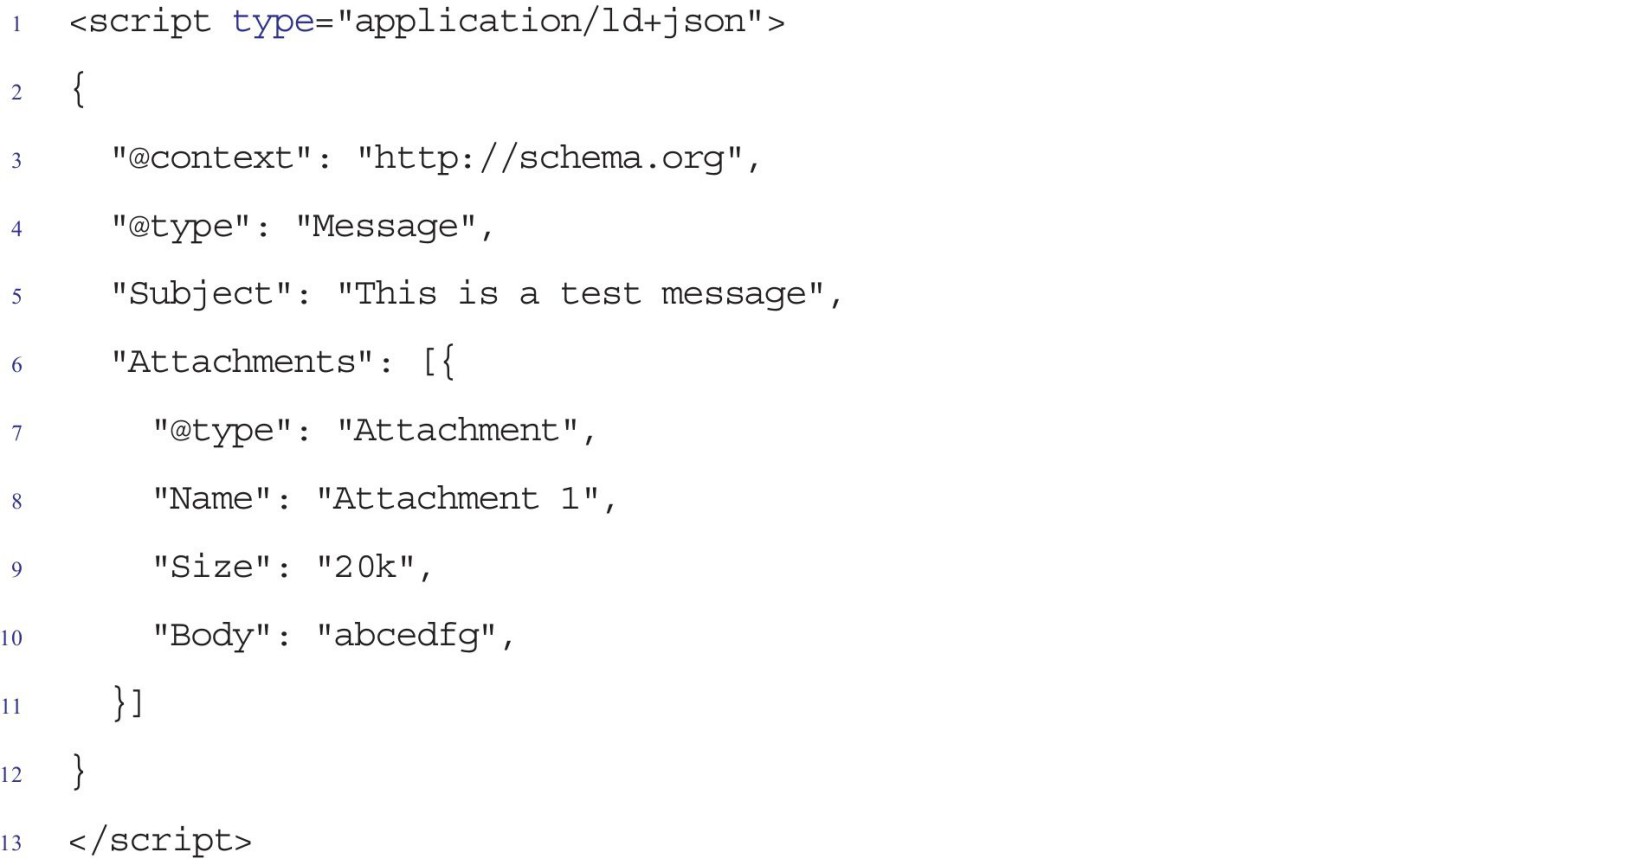 1 <script type="application/ld+json">
2 {
3 "@context": "http://schema.org",
4 "@type": "Message",
5 "Subject": "This is a test message",
6 "Attachments": [{
7 "@type": "Attachment",
8 "Name": "Attachment 1",
9 "Size": "20k",
10 "Body": "abcedfg",
11 }]
12 }
13 </script>